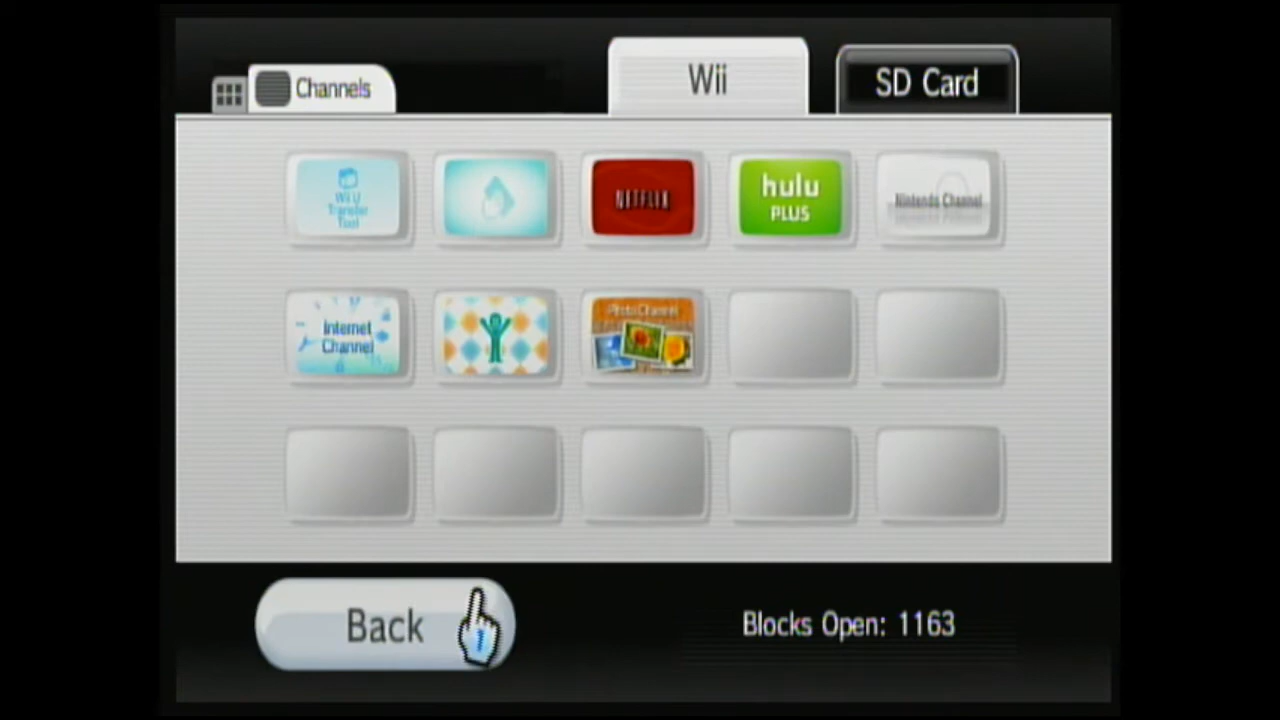 Channels
Wii
SD Card
Wii U
Transfer
Tool
NETFLIX
hulu
PLUS
Nintendo Channel
Internet
Channel
Photo Channel
Back
1
Blocks Open: 1163